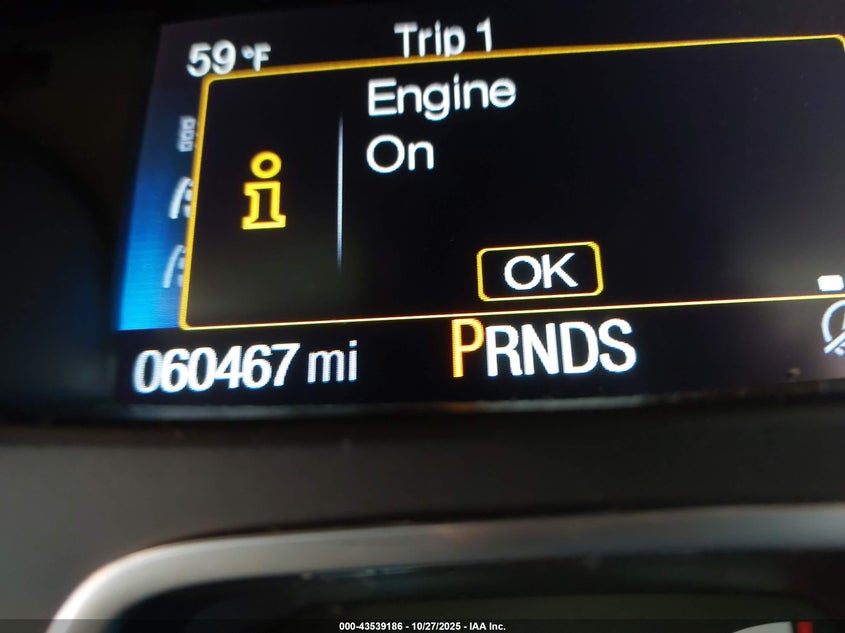 59 °F
Trip 1
Engine
On
i
OK
060467 mi
PRNDS
000-43539186 - 10/27/2025 - IAA Inc.